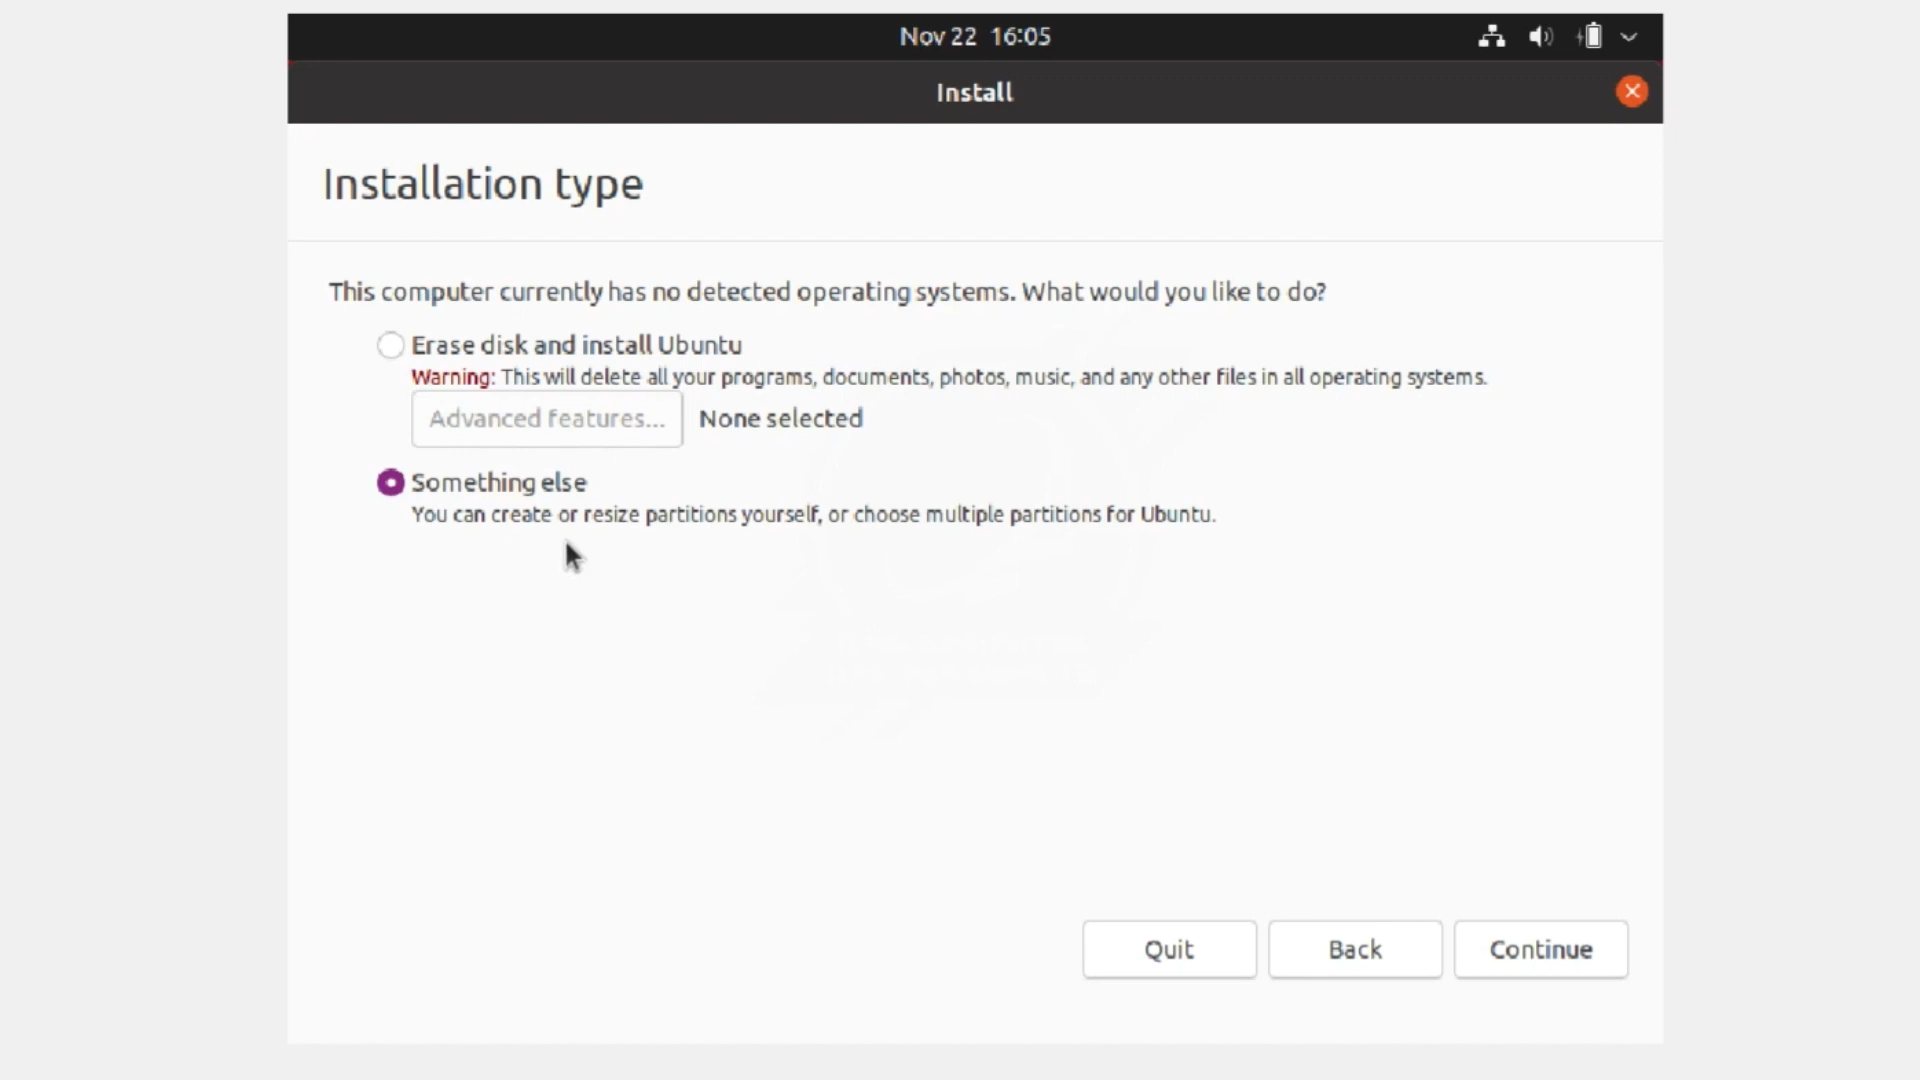 Nov 22 16:05
Install
Installation type
This computer currently has no detected operating systems. What would you like to do?
Erase disk and install Ubuntu
Warning: This will delete all your programs, documents, photos, music, and any other files in all operating systems.
Advanced features... None selected
Something else
You can create or resize partitions yourself, or choose multiple partitions for Ubuntu.
Quit Back Continue